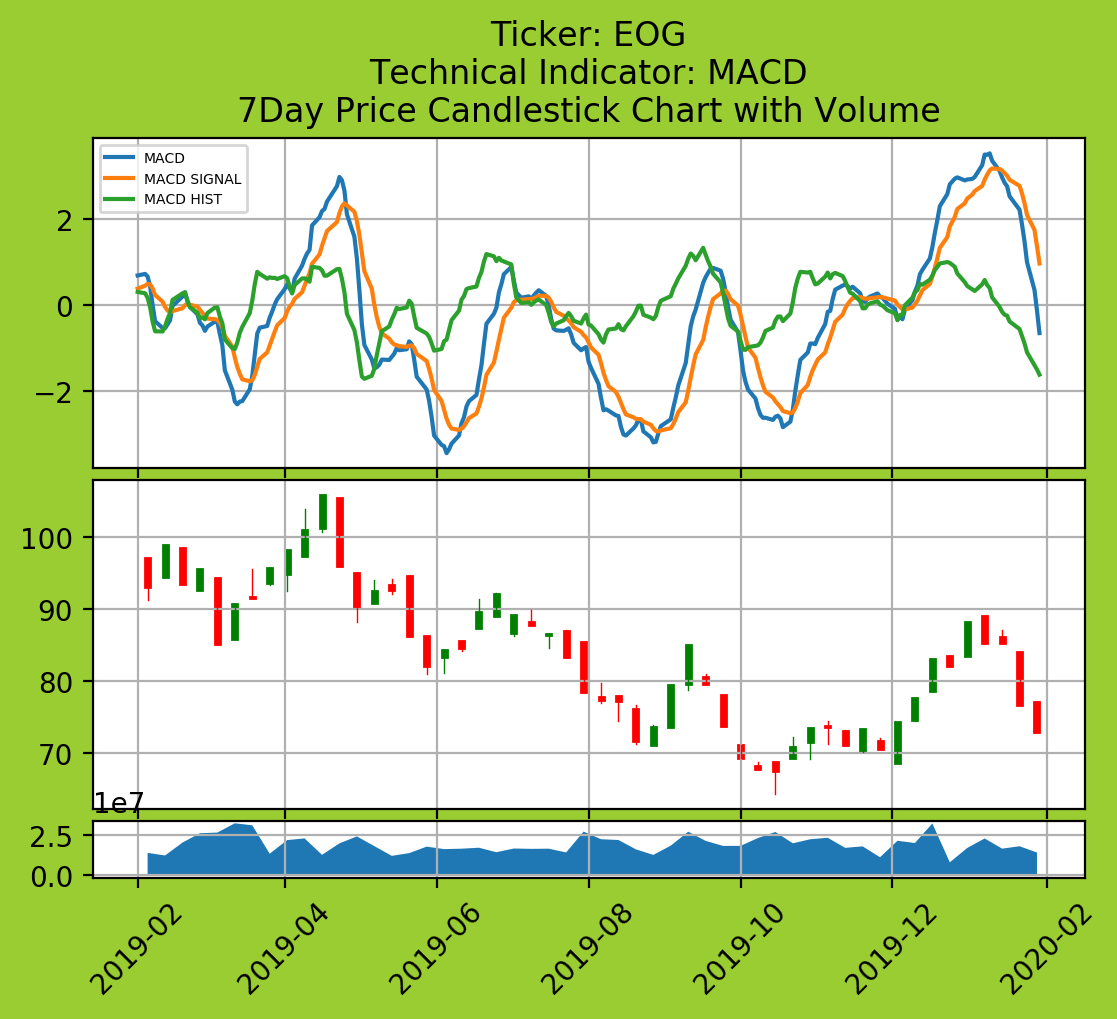 Ticker: EOG
Technical Indicator: MACD
7Day Price Candlestick Chart with Volume
MACD
MACD SIGNAL
MACD HIST
2
0
−2
100
90
80
70
1e7
2.5
0.0
2019-02
2019-04
2019-06
2019-08
2019-10
2019-12
2020-02